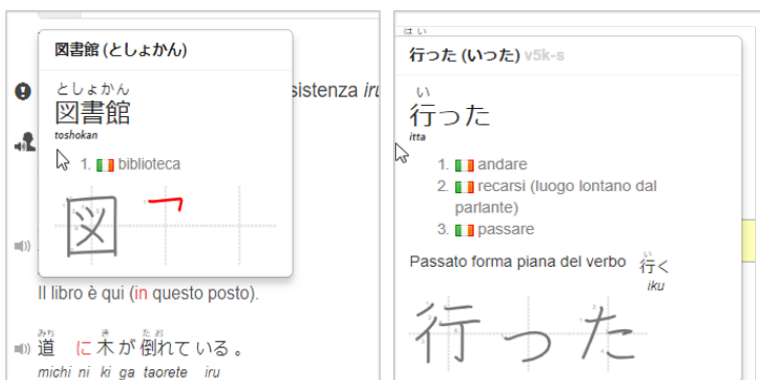 図書館 (としょかん)
としょかん
図書館
toshokan
1. biblioteca
図
sistenza iru
Il libro è qui (in questo posto).
みち き たお
道 に 木 が 倒れて いる 。
michi ni ki ga taorete iru
はい
行った (いった) v5k-s
い
行った
itta
1. andare
2. recarsi (luogo lontano dal
parlante)
3. passare
い
Passato forma piana del verbo 行く
iku
行った